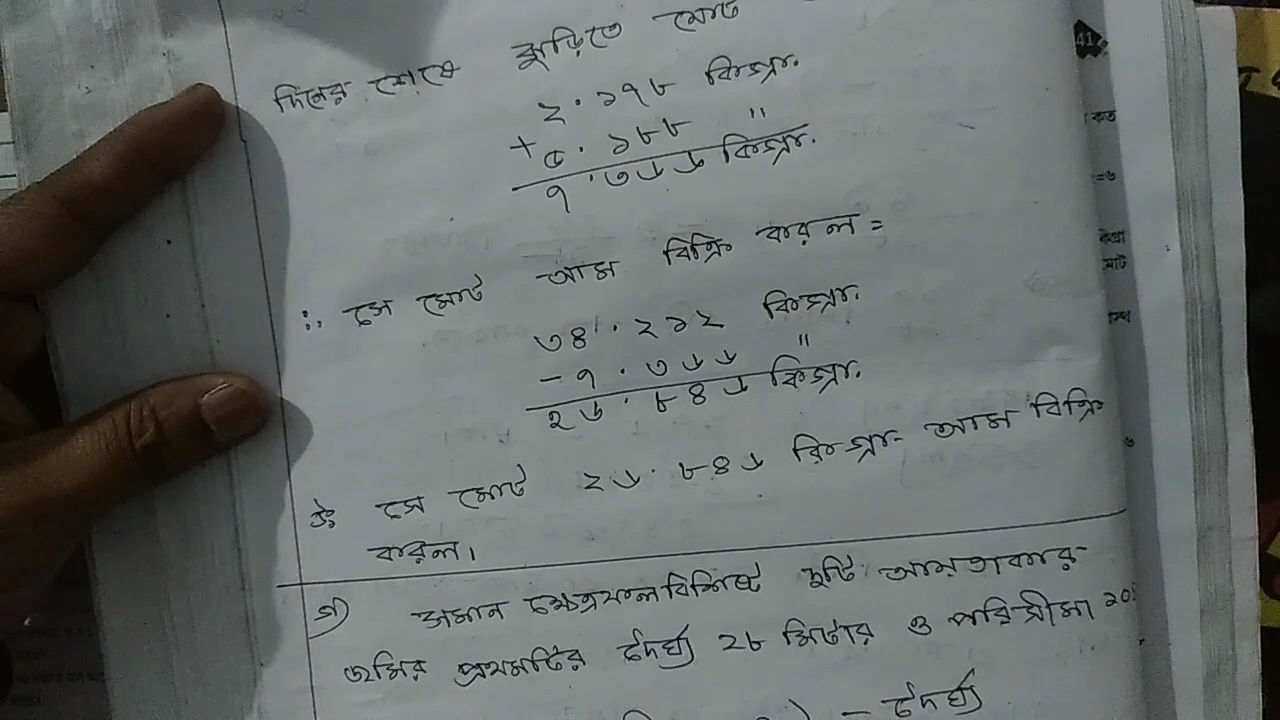 দিনের শেষে ঝুড়িতে মোট
২.১৭৮ কিগ্রা.
+ ৫.১৮৮ "
৭.৩৬৬ কিগ্রা.
∴ সে মোট আম বিক্রি করল =
৩৪.২১২ কিগ্রা.
- ৭.৩৬৬ "
২৬.৮৪৬ কিগ্রা.
উঃ সে মোট ২৬.৮৪৬ কিগ্রা. আম বিক্রি
করল।
গ) সমান ক্ষেত্রফলবিশিষ্ট দুটি আয়তাকার
জমির প্রথমটির দৈর্ঘ্য ২৮ মিটার ও পরিসীমা
– দৈর্ঘ্য
41